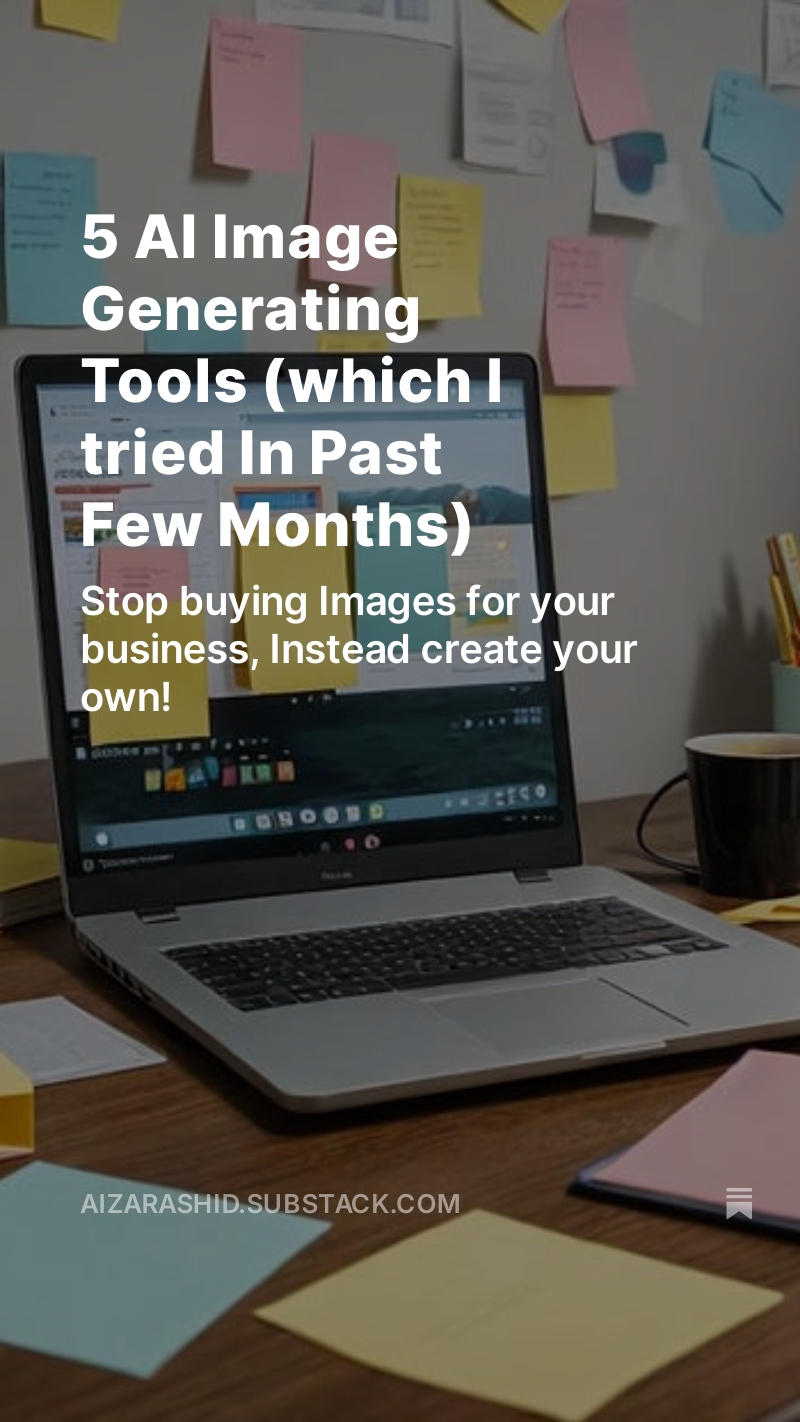 5 AI Image
Generating
Tools (which I
tried In Past
Few Months)
Stop buying Images for your
business, Instead create your
own!
AIZARASHID.SUBSTACK.COM